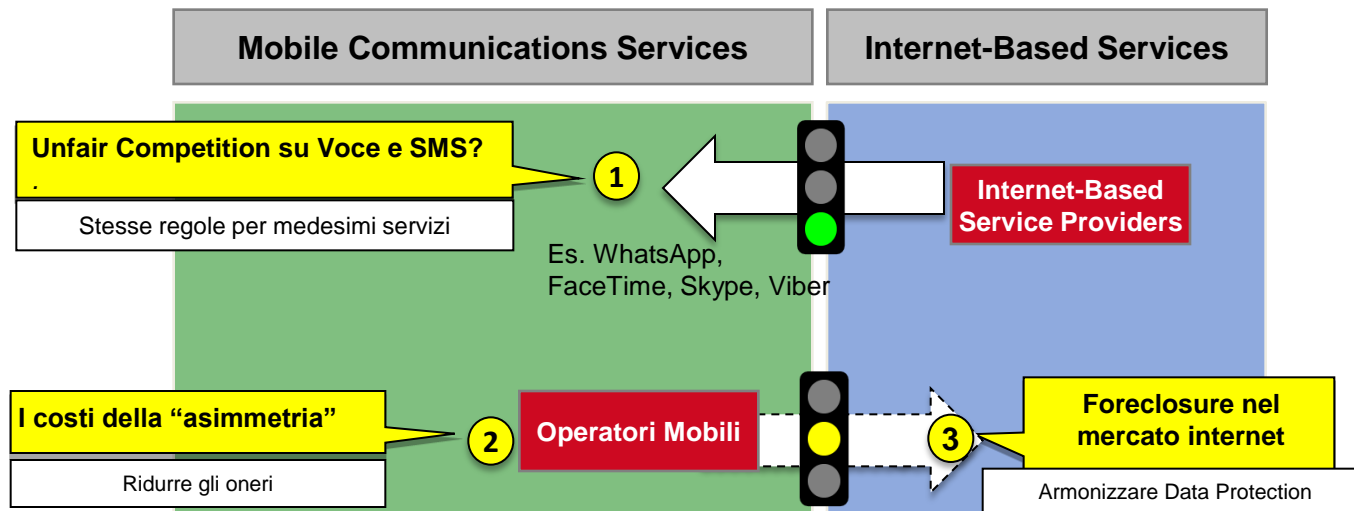 Mobile Communications Services
Internet-Based Services
Unfair Competition su Voce e SMS?
.
Stesse regole per medesimi servizi
1
Internet-Based
Service Providers
Es. WhatsApp,
FaceTime, Skype, Viber
I costi della “asimmetria”
Ridurre gli oneri
2
Operatori Mobili
3
Foreclosure nel
mercato internet
Armonizzare Data Protection